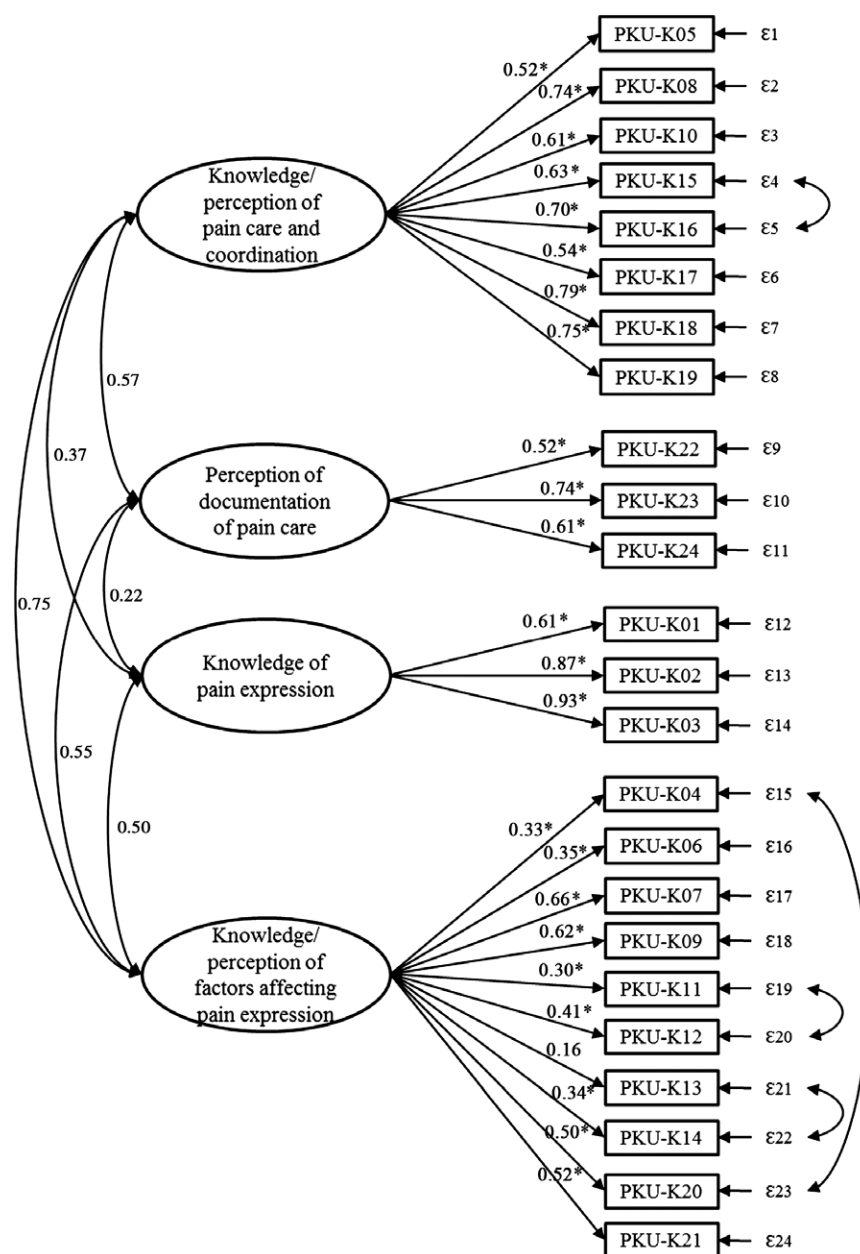 PKU-K05 ε1
0.52*
PKU-K08 ε2
0.74*
PKU-K10 ε3
0.61*
Knowledge/
perception of
pain care and
coordination
PKU-K15 ε4
0.63*
PKU-K16 ε5
0.70*
PKU-K17 ε6
0.54*
PKU-K18 ε7
0.79*
PKU-K19 ε8
0.75*
0.57
0.37
0.75
0.22
0.55
0.50
Perception of
documentation
of pain care
0.52*
PKU-K22 ε9
0.74*
PKU-K23 ε10
0.61*
PKU-K24 ε11
Knowledge of
pain expression
0.61*
PKU-K01 ε12
0.87*
PKU-K02 ε13
0.93*
PKU-K03 ε14
Knowledge/
perception of
factors affecting
pain expression
0.33*
PKU-K04 ε15
0.35*
PKU-K06 ε16
0.66*
PKU-K07 ε17
0.62*
PKU-K09 ε18
0.30*
PKU-K11 ε19
0.41*
PKU-K12 ε20
0.16
PKU-K13 ε21
0.34*
PKU-K14 ε22
0.50*
PKU-K20 ε23
0.52*
PKU-K21 ε24